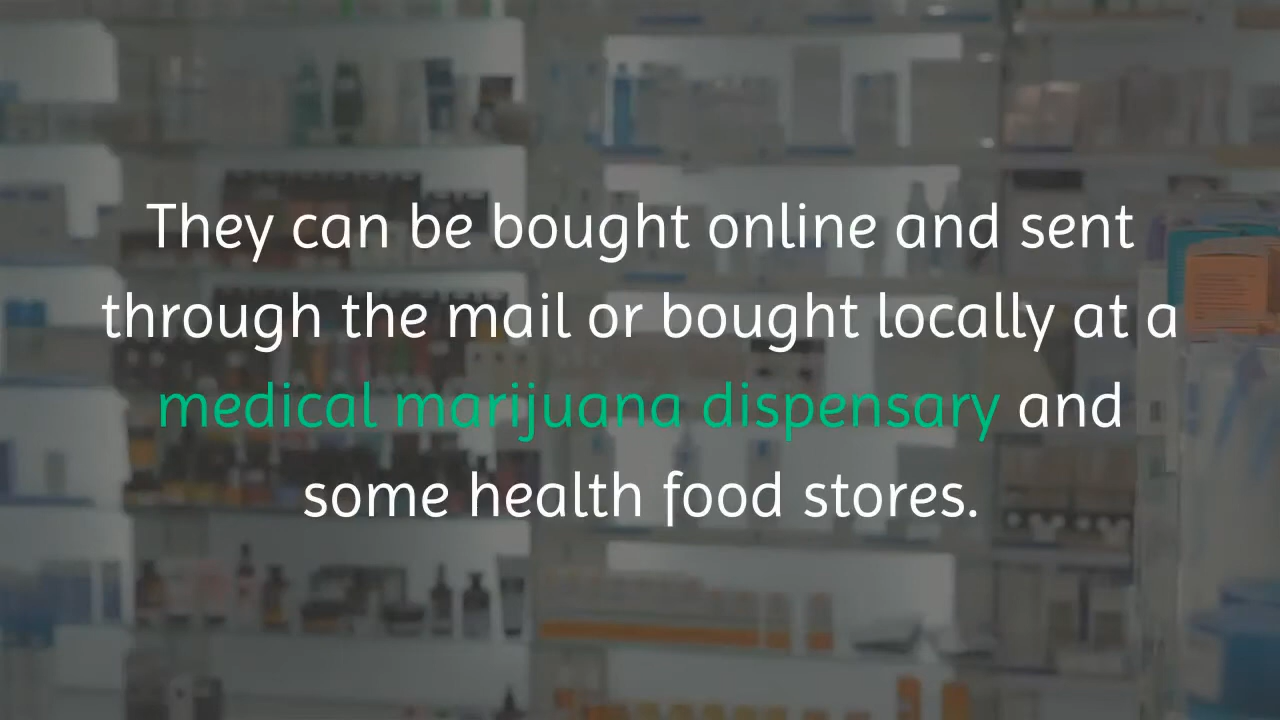 They can be bought online and sent
through the mail or bought locally at a
medical marijuana dispensary and
some health food stores.